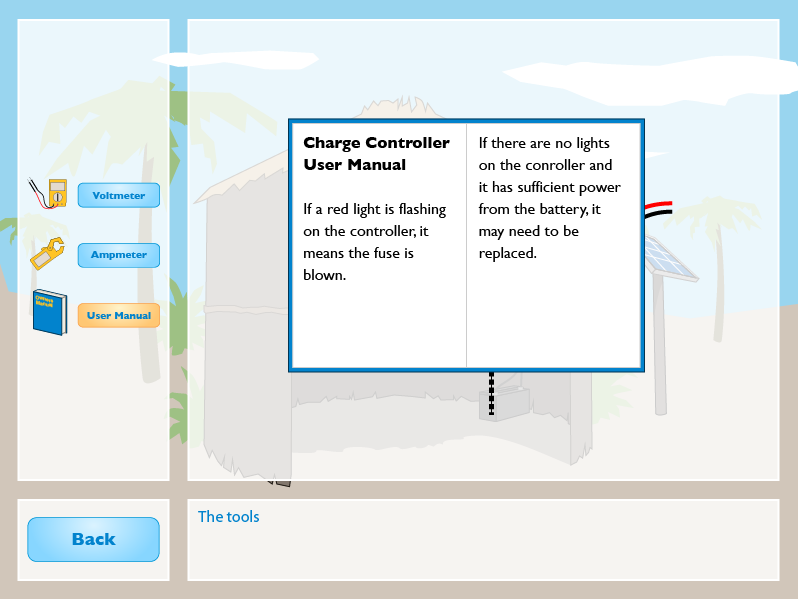 Charge Controller
User Manual
If a red light is flashing
on the controller, it
means the fuse is
blown.
If there are no lights
on the conroller and
it has sufficient power
from the battery, it
may need to be
replaced.
Voltmeter
Ampmeter
Owners
Manual
User Manual
Back
The tools